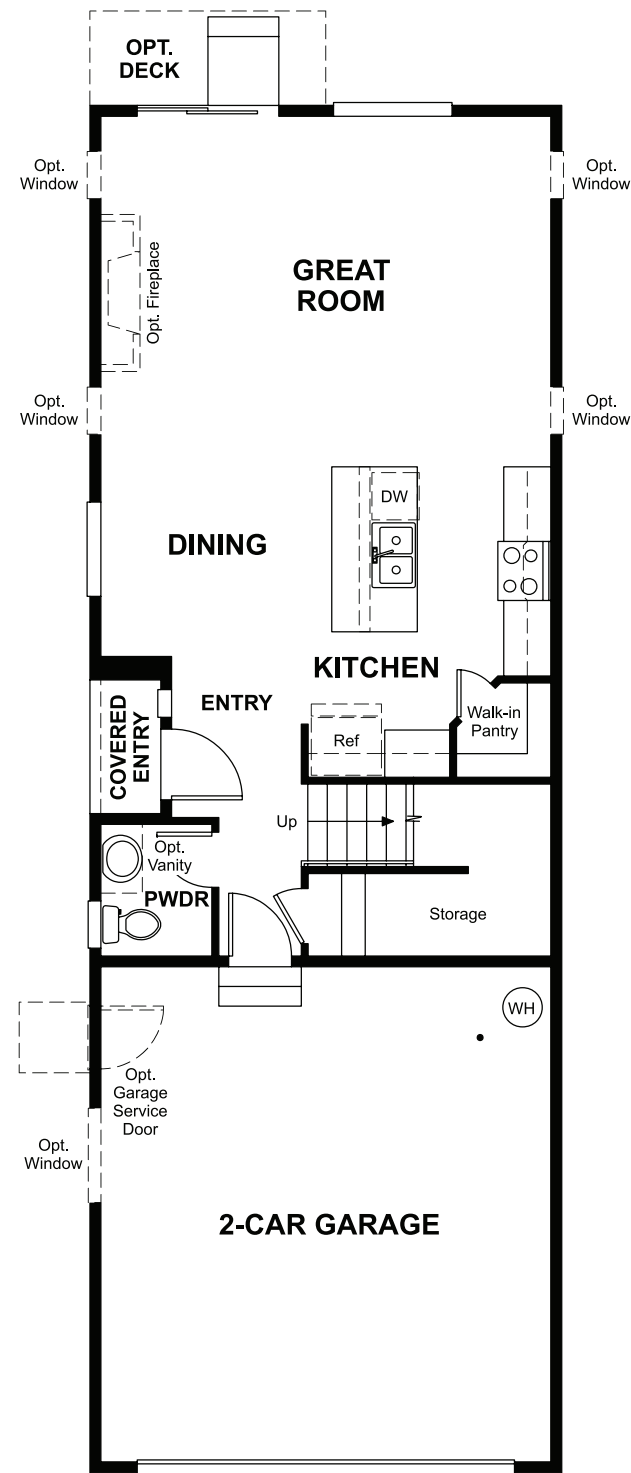 OPT.
DECK
Opt.
Window
Opt.
Window
Opt. Fireplace
GREAT
ROOM
Opt.
Window
Opt.
Window
DW
DINING
KITCHEN
ENTRY
COVERED
ENTRY
Ref
Walk-in
Pantry
Up
Opt.
Vanity
PWDR
Storage
WH
Opt.
Garage
Service
Door
Opt.
Window
2-CAR GARAGE